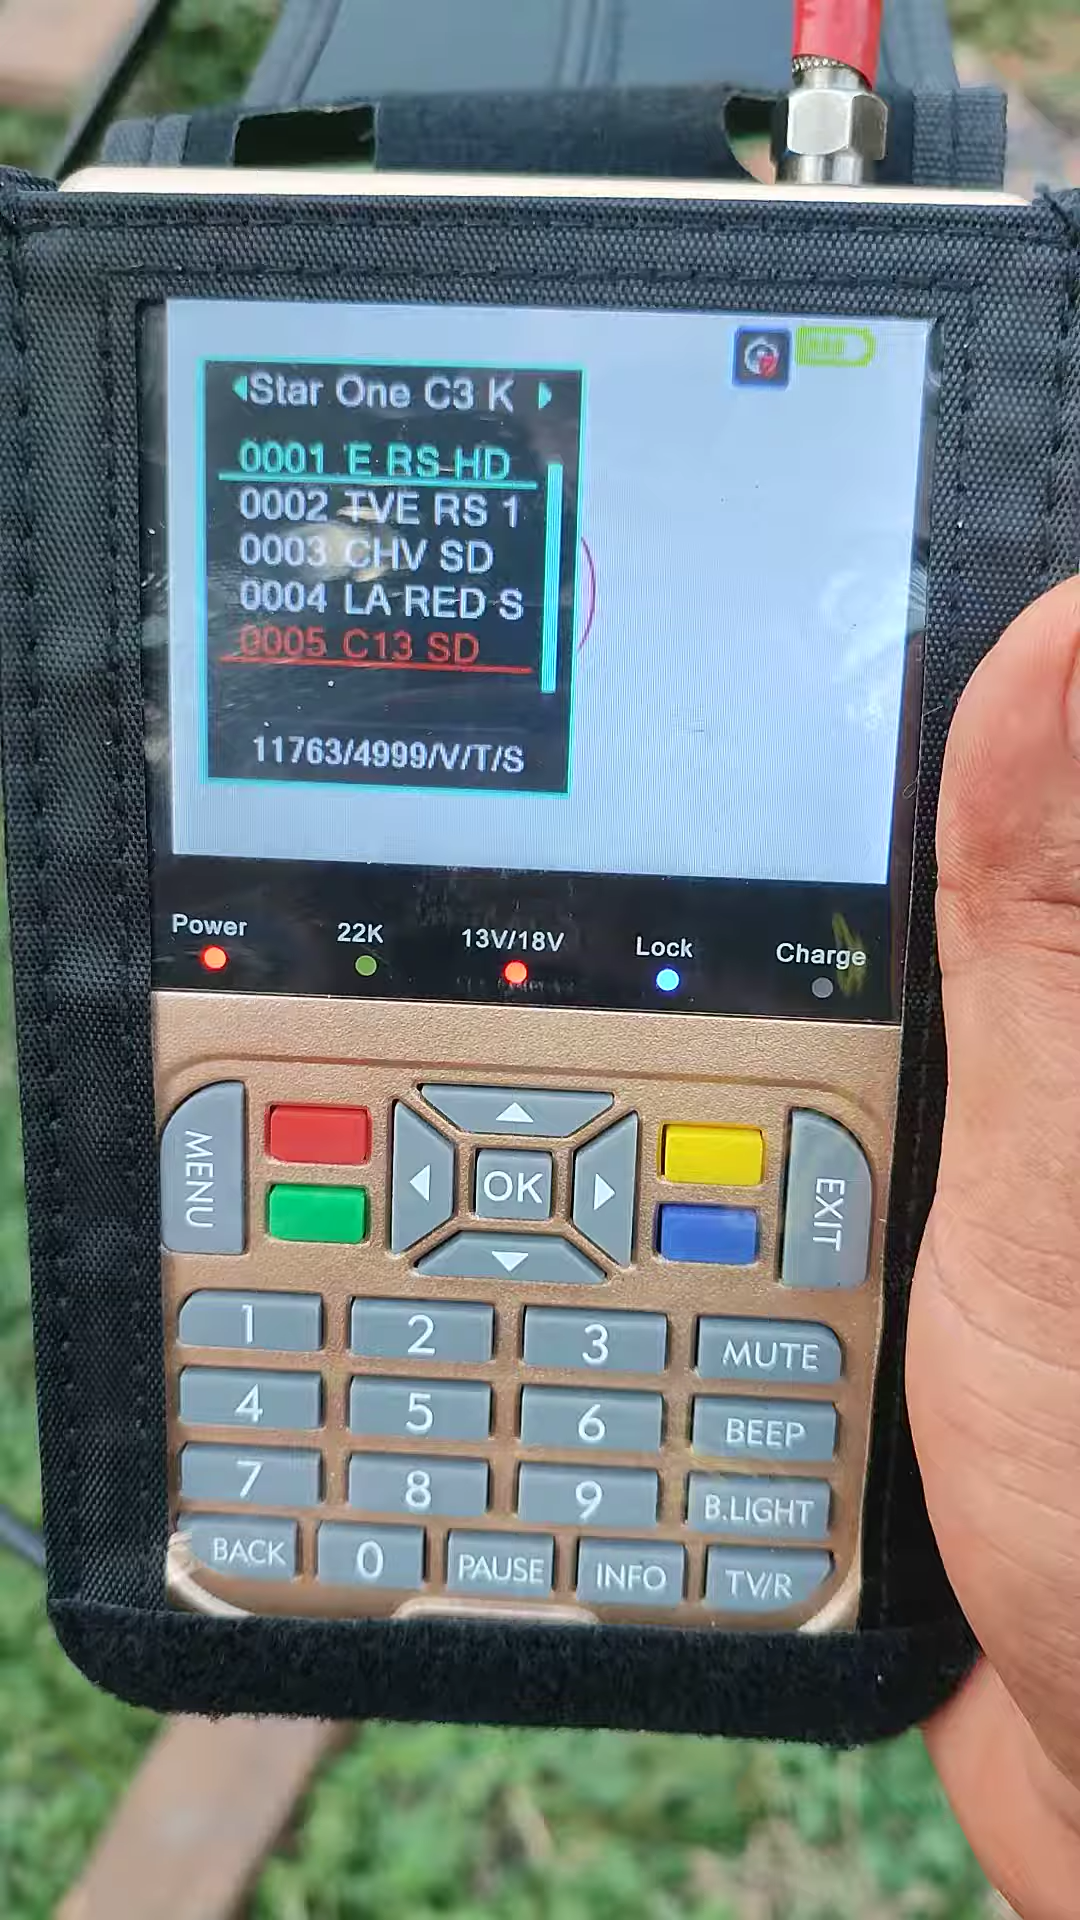 Star One C3 K
0001 E RS HD
0002 TVE RS 1
0003 CHV SD
0004 LA RED S
0005 C13 SD
11763/4999/V/T/S
Power 22K 13V/18V Lock Charge
MENU
OK
EXIT
1 2 3 MUTE
4 5 6 BEEP
7 8 9 B.LIGHT
BACK 0 PAUSE INFO TV/R